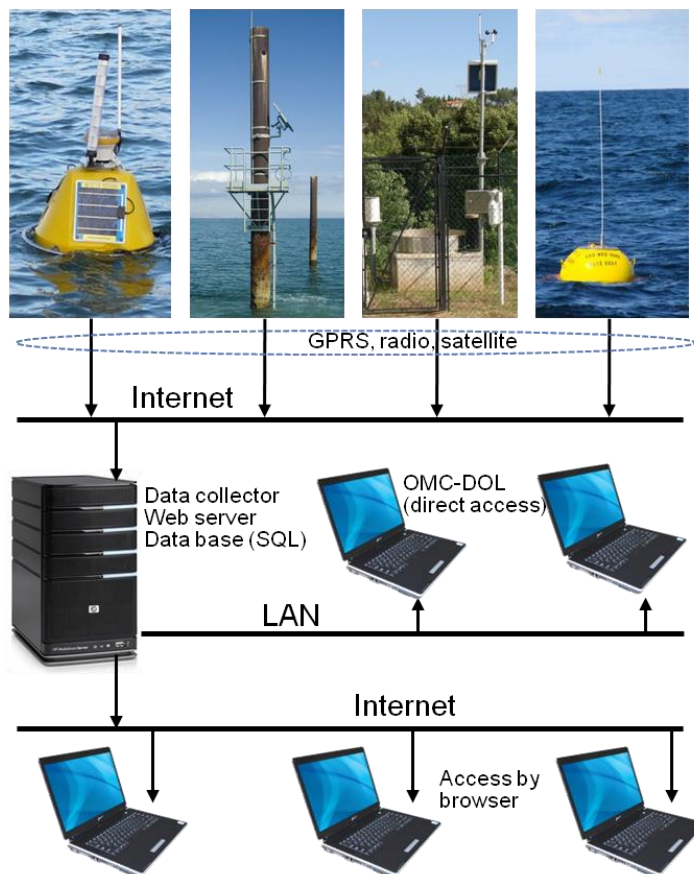 GPRS, radio, satellite
Internet
Data collector
Web server
Data base (SQL)
OMC-DOL
(direct access)
hp
LAN
Internet
Access by
browser